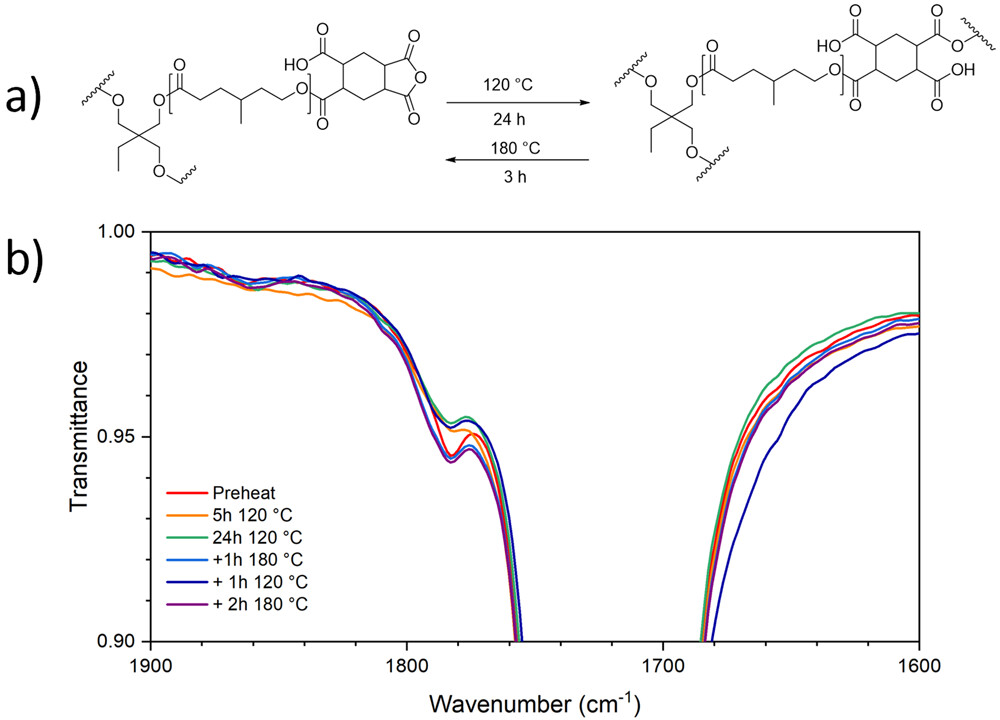 a)
O
O
O
O
O
HO
O
O
O
O
O
120 °C
24 h
180 °C
3 h
O
O
O
O
O
HO
O
O
O
O
O
OH
O
b)
1.00
0.95
0.90
Transmittance
Preheat
5h 120 °C
24h 120 °C
+1h 180 °C
+ 1h 120 °C
+ 2h 180 °C
1900
1800
1700
1600
Wavenumber (cm⁻¹)